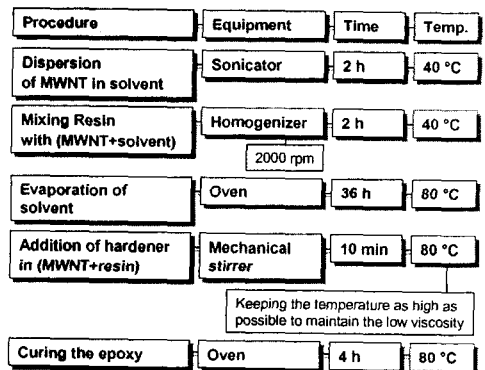 Procedure Equipment Time Temp.
Dispersion
of MWNT in solvent Sonicator 2 h 40 °C
Mixing Resin
with (MWNT+solvent) Homogenizer 2 h 40 °C
2000 rpm
Evaporation of
solvent Oven 36 h 80 °C
Addition of hardener
in (MWNT+resin) Mechanical
stirrer 10 min 80 °C
Keeping the temperature as high as
possible to maintain the low viscosity
Curing the epoxy Oven 4 h 80 °C